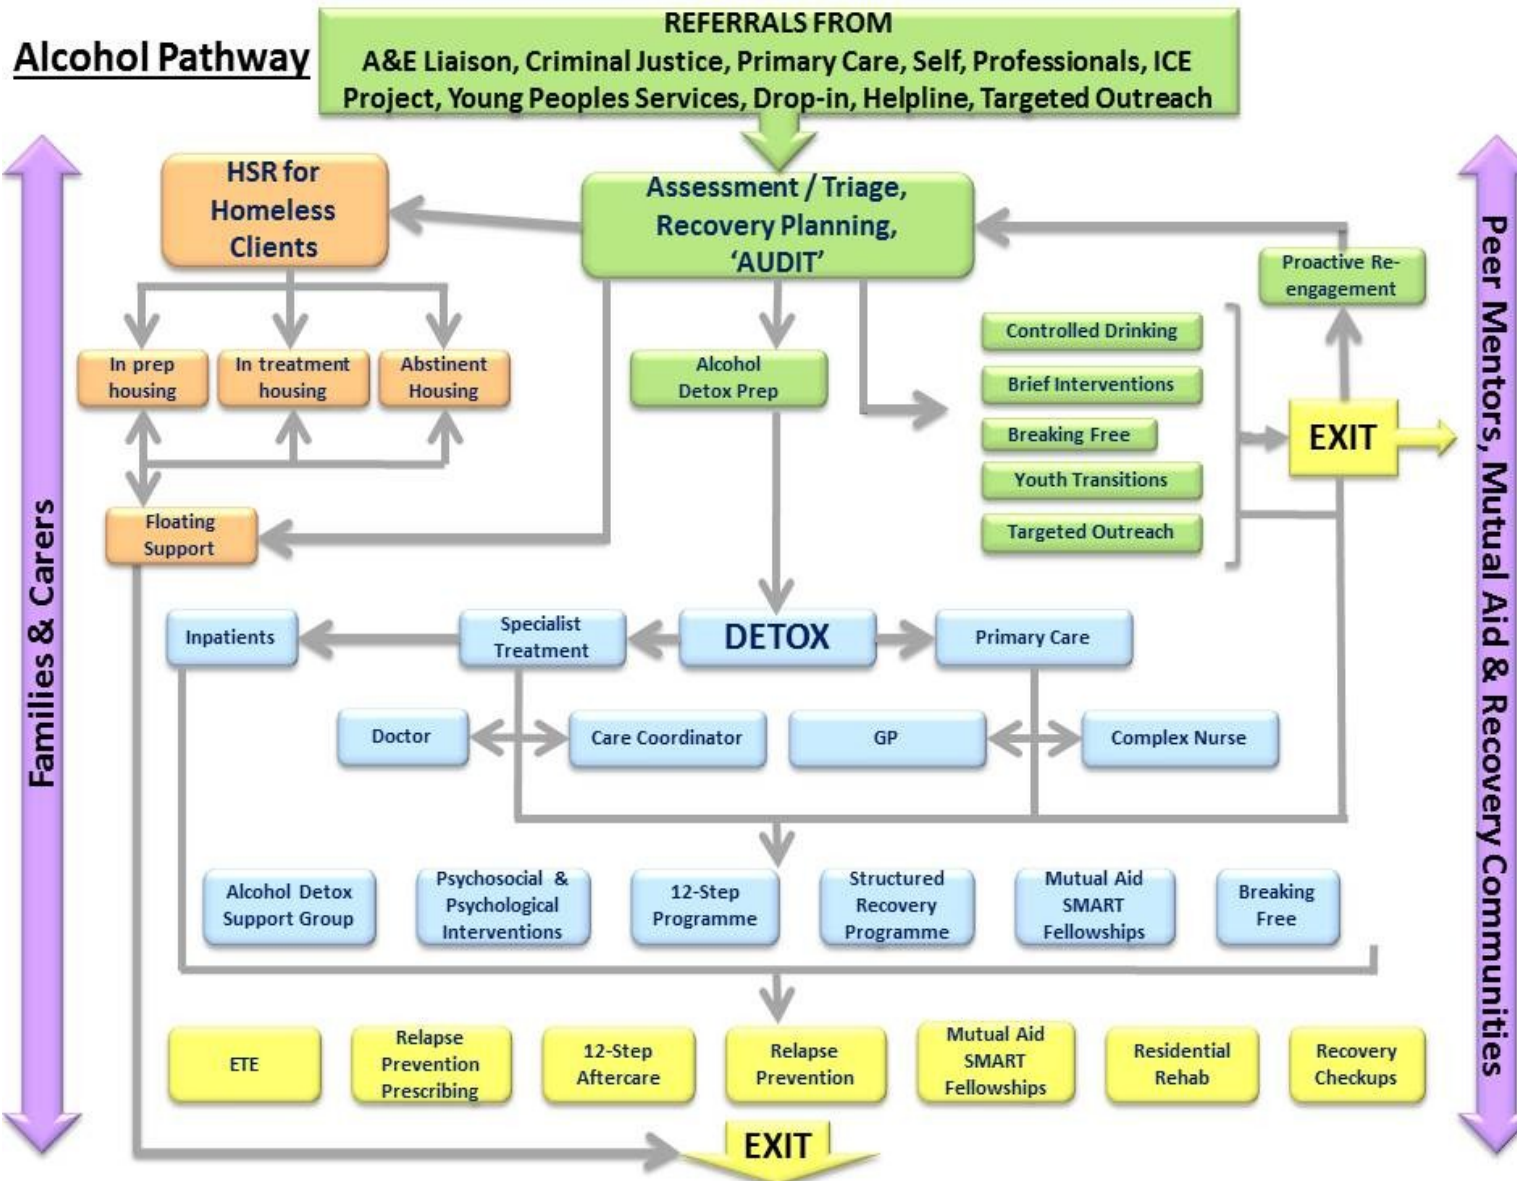 Alcohol Pathway
REFERRALS FROM
A&E Liaison, Criminal Justice, Primary Care, Self, Professionals, ICE
Project, Young Peoples Services, Drop-in, Helpline, Targeted Outreach
HSR for
Homeless
Clients
Assessment / Triage,
Recovery Planning,
‘AUDIT’
Proactive Re-
engagement
In prep
housing
In treatment
housing
Abstinent
Housing
Alcohol
Detox Prep
Controlled Drinking
Brief Interventions
Breaking Free
Youth Transitions
Targeted Outreach
EXIT
Floating
Support
Families & Carers
Peer Mentors, Mutual Aid & Recovery Communities
Inpatients
Specialist
Treatment
DETOX
Primary Care
Doctor
Care Coordinator
GP
Complex Nurse
Alcohol Detox
Support Group
Psychosocial &
Psychological
Interventions
12-Step
Programme
Structured
Recovery
Programme
Mutual Aid
SMART
Fellowships
Breaking
Free
ETE
Relapse
Prevention
Prescribing
12-Step
Aftercare
Relapse
Prevention
Mutual Aid
SMART
Fellowships
Residential
Rehab
Recovery
Checkups
EXIT